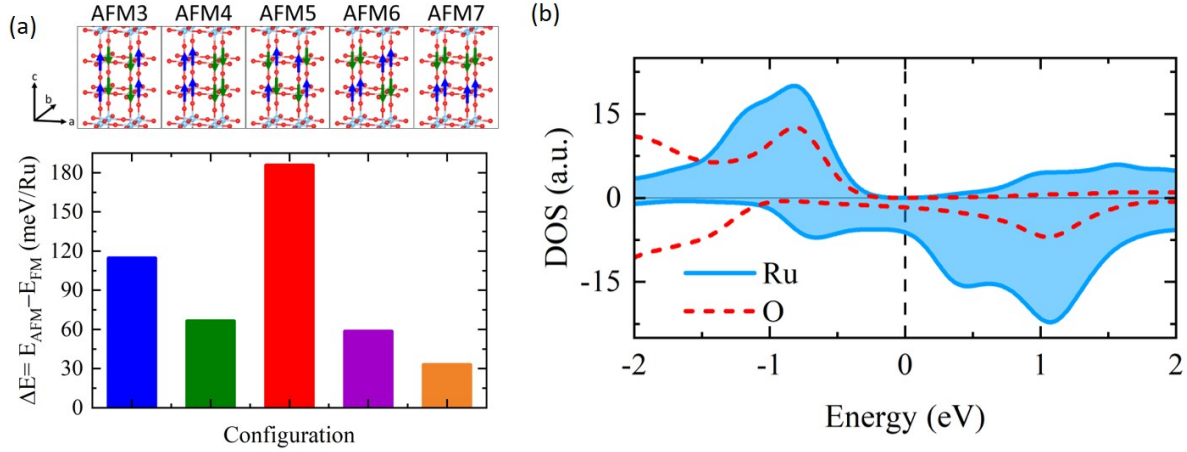 (a)
AFM3 AFM4 AFM5 AFM6 AFM7
c
b
a
ΔE= E_AFM−E_FM (meV/Ru)
180
150
120
90
60
30
0
Configuration
(b)
DOS (a.u.)
15
0
-15
Ru
O
-2 -1 0 1 2
Energy (eV)